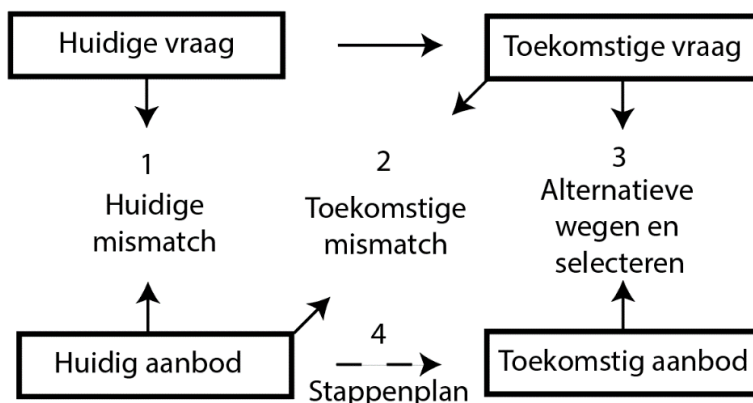 Huidige vraag
Toekomstige vraag
1
Huidige
mismatch
2
Toekomstige
mismatch
3
Alternatieve
wegen en
selecteren
Huidig aanbod
4
Stappenplan
Toekomstig aanbod